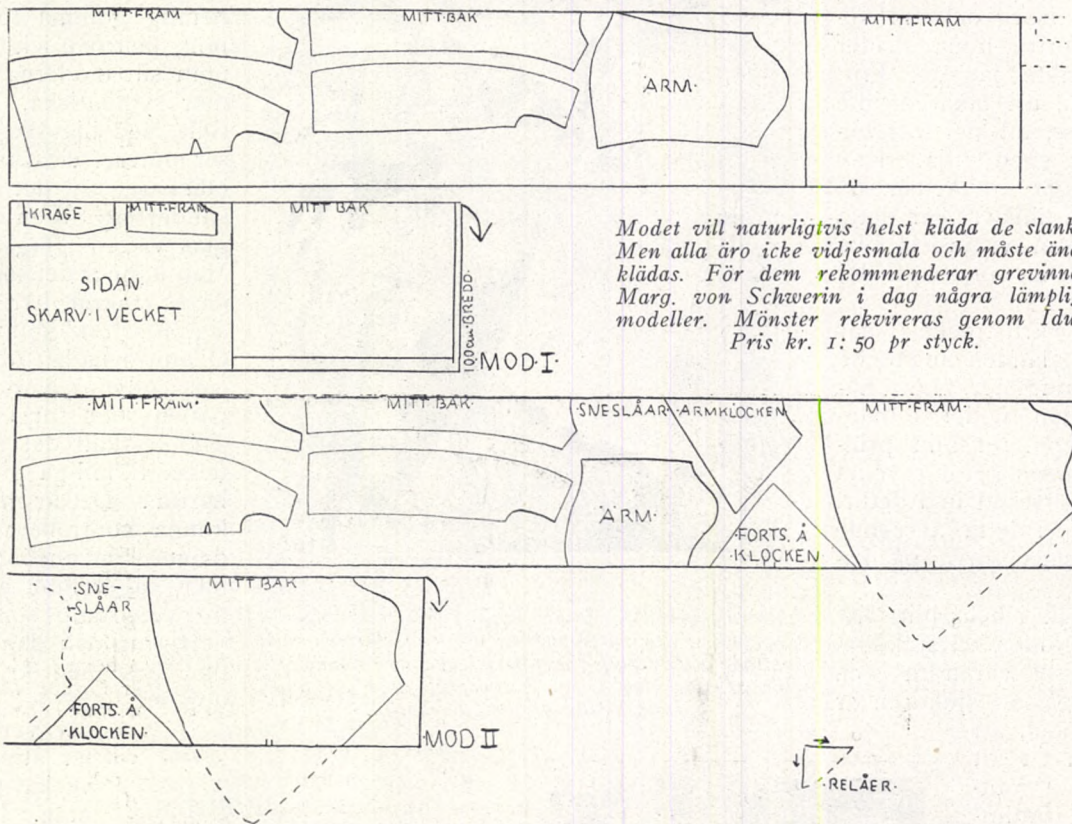 MITT·FRAM
MITT·BAK
ARM·
MITT·FRAM
·KRAGE
MITT·FRAM
MITT BAK
SIDAN·
SKARV·I VECKET
100cm·BREDD·
MOD·I·
Modet vill naturligtvis helst kläda de slank
Men alla äro icke vidjesmala och måste änd
klädas. För dem rekommenderar grevinn
Marg. von Schwerin i dag några lämpli
modeller. Mönster rekvireras genom Idu
Pris kr. 1: 50 pr styck.
·MITT·FRAM·
MITT·BAK·
·SNESLÅAR·
ARMKLOCKEN
MITT·FRAM·
ARM·
·FORTS. Å
·KLOCKEN
·SNE-
-SLÅAR
MITT·BAK
·FORTS. Å·
·KLOCKEN·
MOD II
·RELÅER·